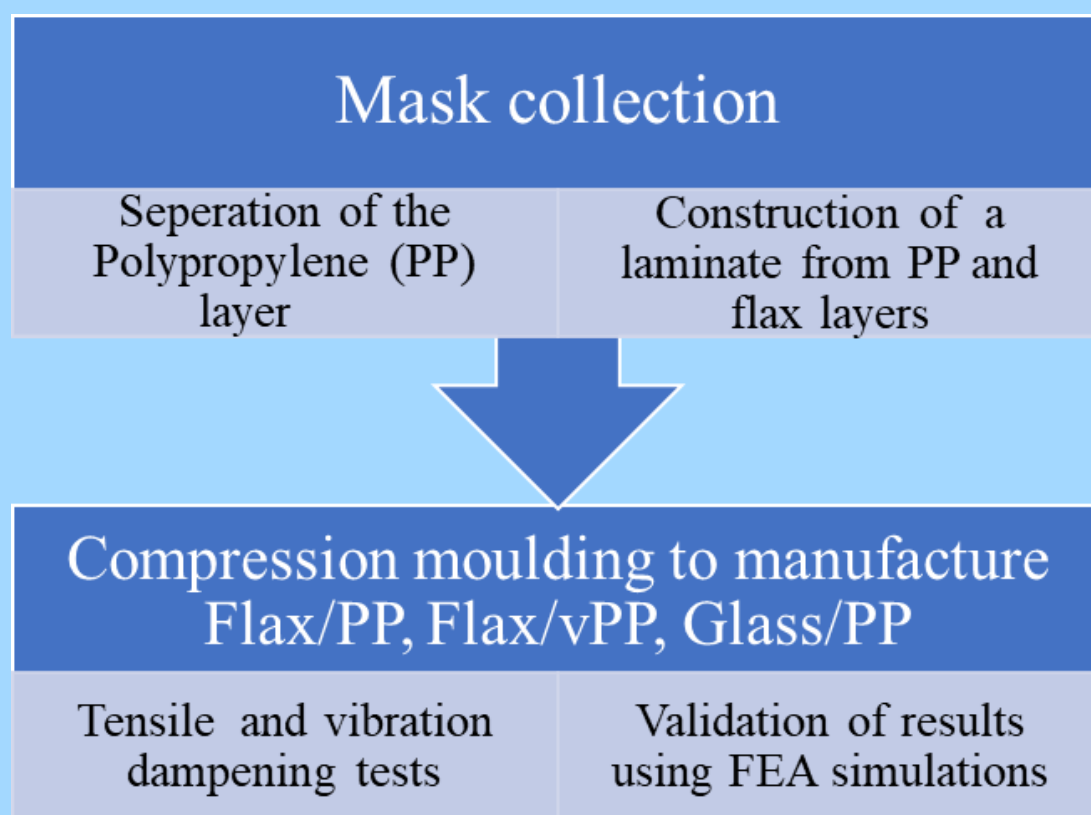 Mask collection
Seperation of the
Polypropylene (PP)
layer
Construction of a
laminate from PP and
flax layers
Compression moulding to manufacture
Flax/PP, Flax/vPP, Glass/PP
Tensile and vibration
dampening tests
Validation of results
using FEA simulations